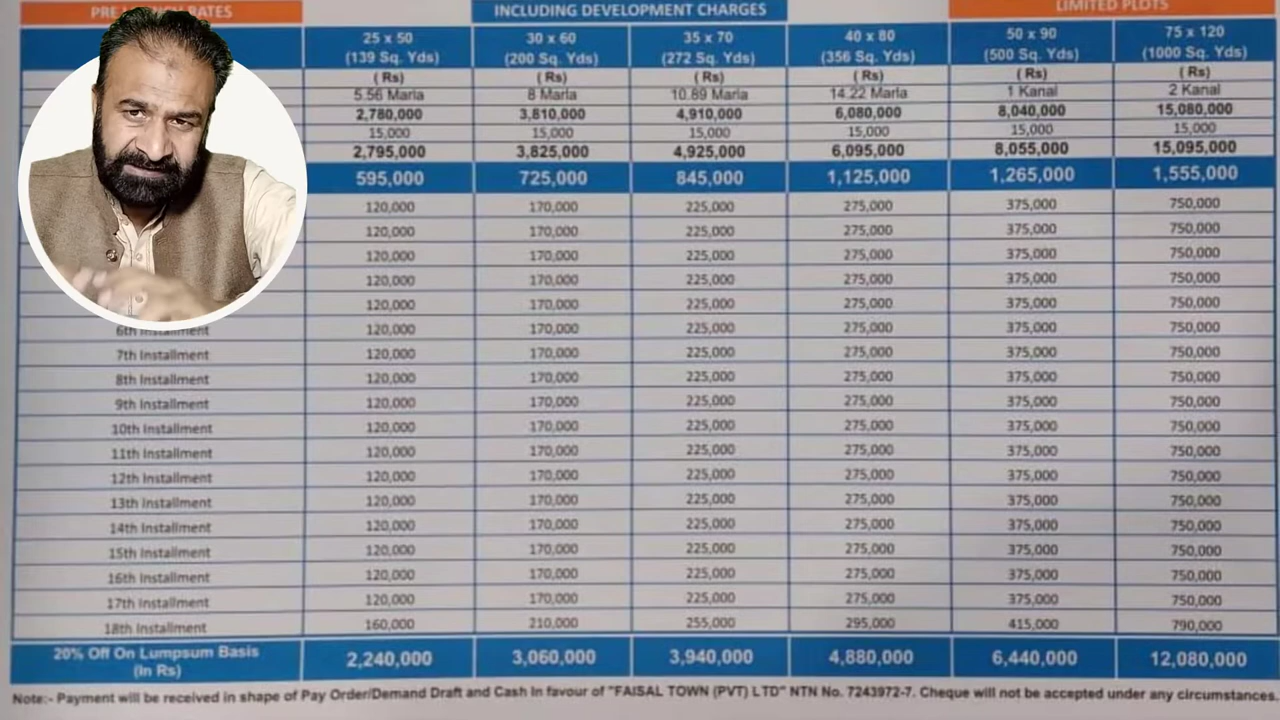 PRE RATES INCLUDING DEVELOPMENT CHARGES LIMITED PLOTS
25 x 50 30 x 60 35 x 70 40 x 80 50 x 90 75 x 120
(139 Sq. Yds) (200 Sq. Yds) (272 Sq. Yds) (356 Sq. Yds) (500 Sq. Yds) (1000 Sq. Yds)
(Rs) (Rs) (Rs) (Rs) (Rs) (Rs)
5.56 Marla 8 Marla 10.89 Marla 14.22 Marla 1 Kanal 2 Kanal
2,780,000 3,810,000 4,910,000 6,080,000 8,040,000 15,080,000
15,000 15,000 15,000 15,000 15,000 15,000
2,795,000 3,825,000 4,925,000 6,095,000 8,055,000 15,095,000
595,000 725,000 845,000 1,125,000 1,265,000 1,555,000
120,000 170,000 225,000 275,000 375,000 750,000
120,000 170,000 225,000 275,000 375,000 750,000
120,000 170,000 225,000 275,000 375,000 750,000
120,000 170,000 225,000 275,000 375,000 750,000
120,000 170,000 225,000 275,000 375,000 750,000
6th Installment 120,000 170,000 225,000 275,000 375,000 750,000
7th Installment 120,000 170,000 225,000 275,000 375,000 750,000
8th Installment 120,000 170,000 225,000 275,000 375,000 750,000
9th Installment 120,000 170,000 225,000 275,000 375,000 750,000
10th Installment 120,000 170,000 225,000 275,000 375,000 750,000
11th Installment 120,000 170,000 225,000 275,000 375,000 750,000
12th Installment 120,000 170,000 225,000 275,000 375,000 750,000
13th Installment 120,000 170,000 225,000 275,000 375,000 750,000
14th Installment 120,000 170,000 225,000 275,000 375,000 750,000
15th Installment 120,000 170,000 225,000 275,000 375,000 750,000
16th Installment 120,000 170,000 225,000 275,000 375,000 750,000
17th Installment 120,000 170,000 225,000 275,000 375,000 750,000
18th Installment 160,000 210,000 255,000 295,000 415,000 790,000
20% Off On Lumpsum Basis
(In Rs) 2,240,000 3,060,000 3,940,000 4,880,000 6,440,000 12,080,000
Note:- Payment will be received in shape of Pay Order/Demand Draft and Cash in favour of "FAISAL TOWN (PVT) LTD" NTN No. 7243972-7. Cheque will not be accepted under any circumstances.